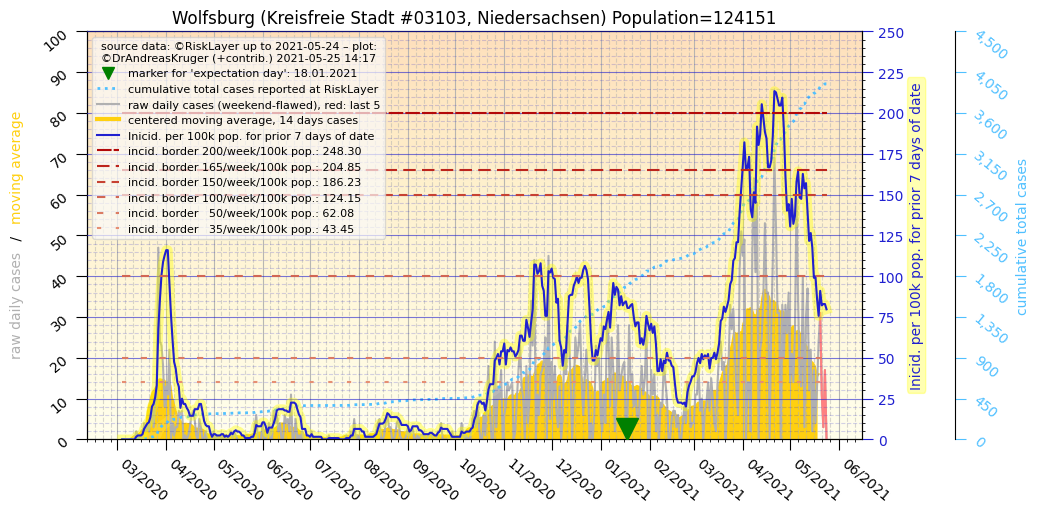 Wolfsburg (Kreisfreie Stadt #03103, Niedersachsen) Population=124151
source data: ©RiskLayer up to 2021-05-24 – plot:
©DrAndreasKruger (+contrib.) 2021-05-25 14:17
marker for 'expectation day': 18.01.2021
cumulative total cases reported at RiskLayer
raw daily cases (weekend-flawed), red: last 5
centered moving average, 14 days cases
Inicid. per 100k pop. for prior 7 days of date
incid. border 200/week/100k pop.: 248.30
incid. border 165/week/100k pop.: 204.85
incid. border 150/week/100k pop.: 186.23
incid. border 100/week/100k pop.: 124.15
incid. border 50/week/100k pop.: 62.08
incid. border 35/week/100k pop.: 43.45
raw daily cases / moving average
100
90
80
70
60
50
40
30
20
10
0
03/2020
04/2020
05/2020
06/2020
07/2020
08/2020
09/2020
10/2020
11/2020
12/2020
01/2021
02/2021
03/2021
04/2021
05/2021
06/2021
250
225
200
175
150
125
100
75
50
25
0
Inicid. per 100k pop. for prior 7 days of date
4,500
4,050
3,600
3,150
2,700
2,250
1,800
1,350
900
450
0
cumulative total cases